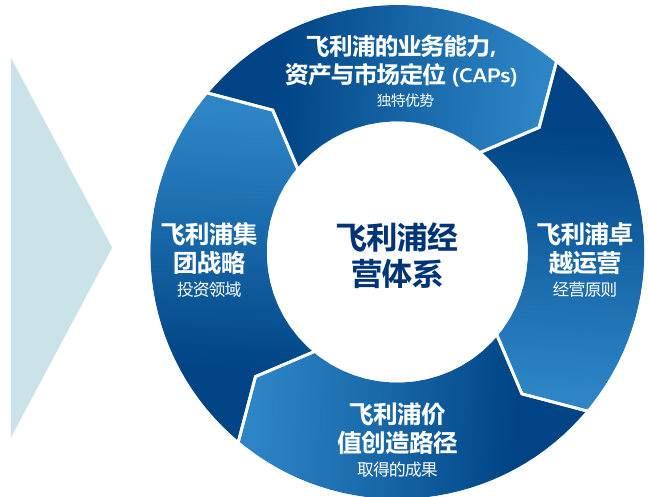 飞利浦的业务能力,
资产与市场定位 (CAPs)
独特优势
飞利浦集
团战略
投资领域
飞利浦经
营体系
飞利浦卓
越运营
经营原则
飞利浦价
值创造路径
取得的成果